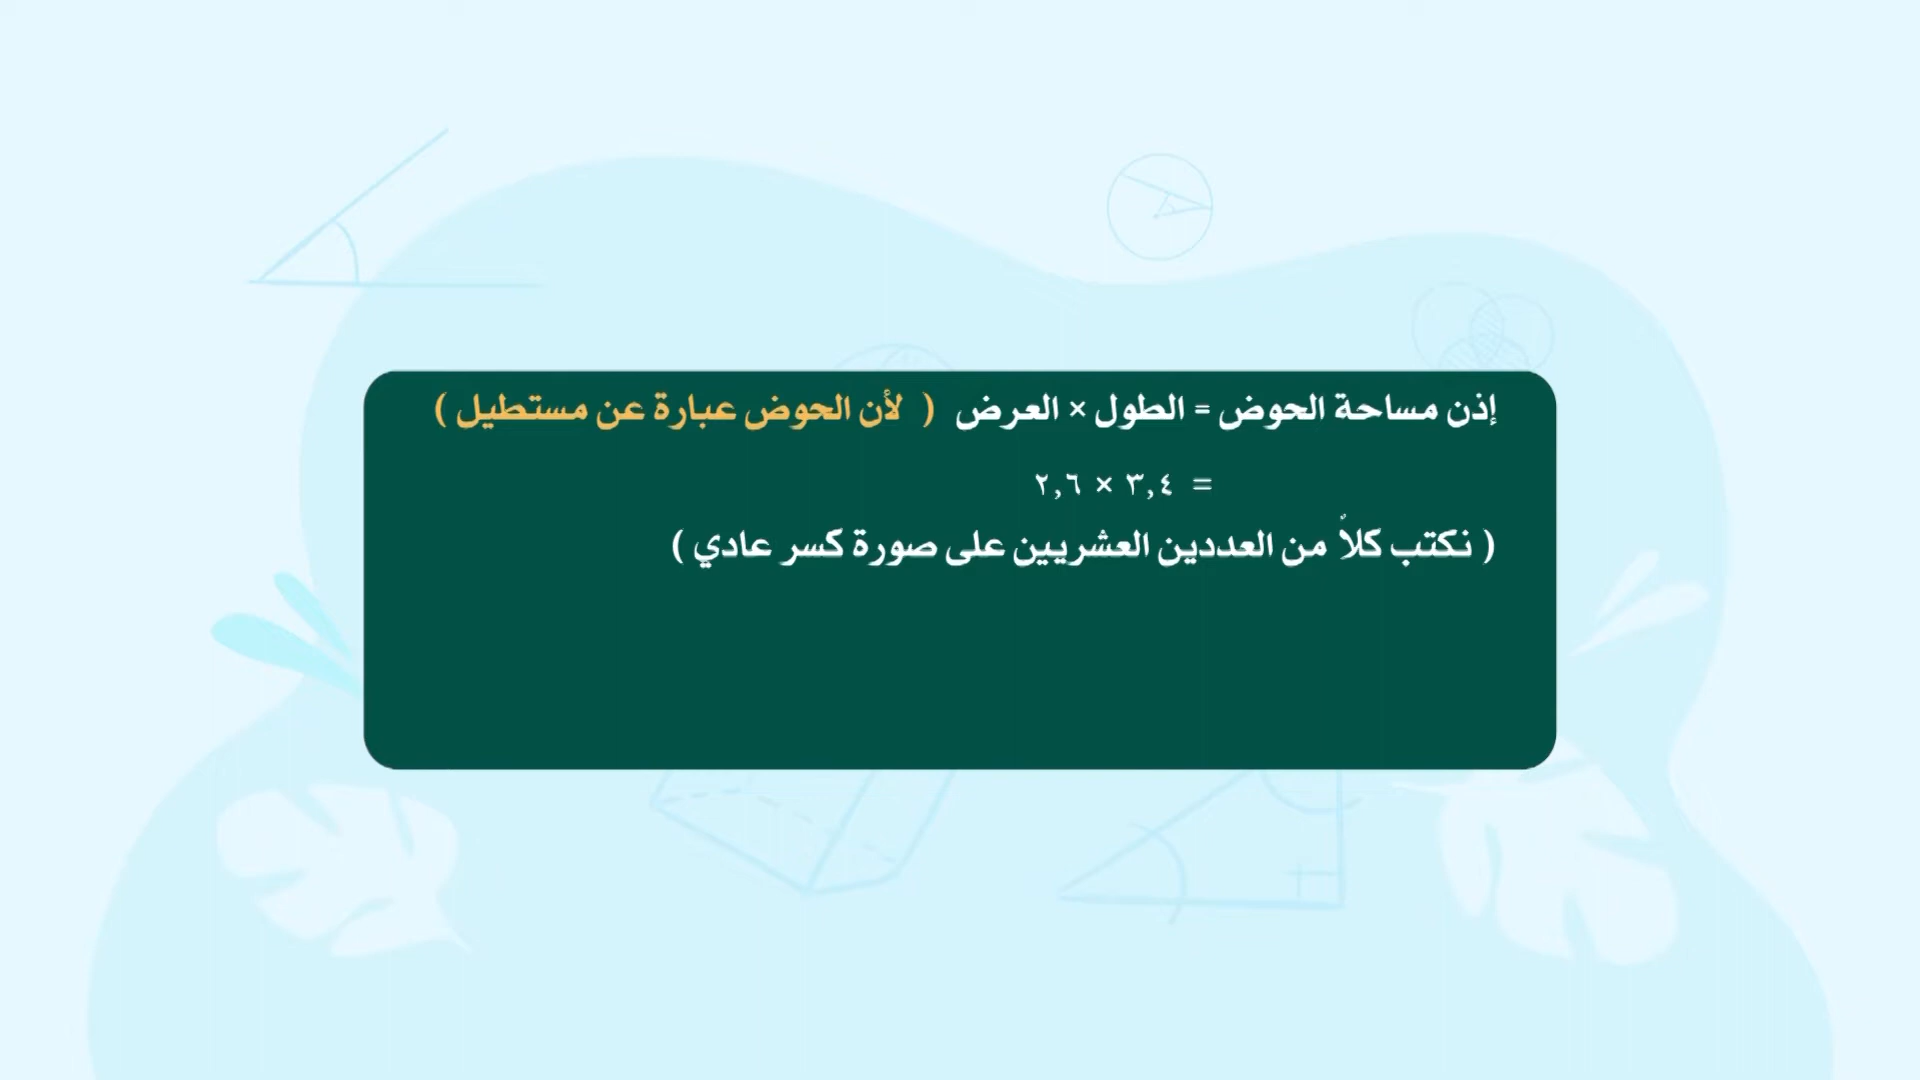 إذن مساحة الحوض = الطول × العرض ( لأن الحوض عبارة عن مستطيل )
= ٣,٤ × ٢,٦
( نكتب كلاً من العددين العشريين على صورة كسر عادي )